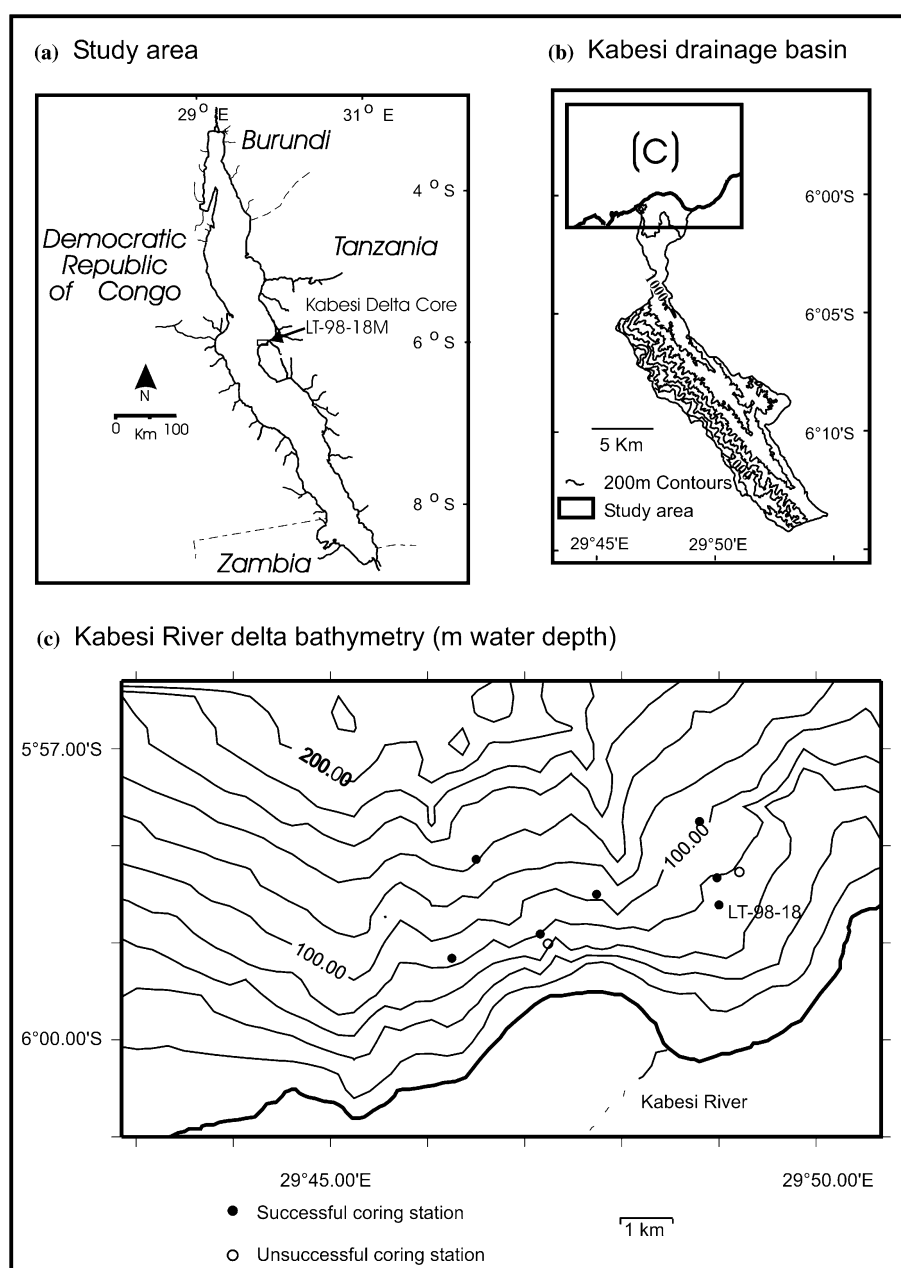 (a) Study area
29° E
31° E
Burundi
4° S
Democratic
Republic
of Congo
Tanzania
Kabesi Delta Core
LT-98-18M
6° S
N
0 Km 100
8° S
Zambia
(b) Kabesi drainage basin
(C)
6°00'S
6°05'S
6°10'S
5 Km
200m Contours
Study area
29°45'E
29°50'E
(c) Kabesi River delta bathymetry (m water depth)
5°57.00'S
200.00
100.00
LT-98-18
100.00
6°00.00'S
Kabesi River
29°45.00'E
29°50.00'E
Successful coring station
1 km
Unsuccessful coring station